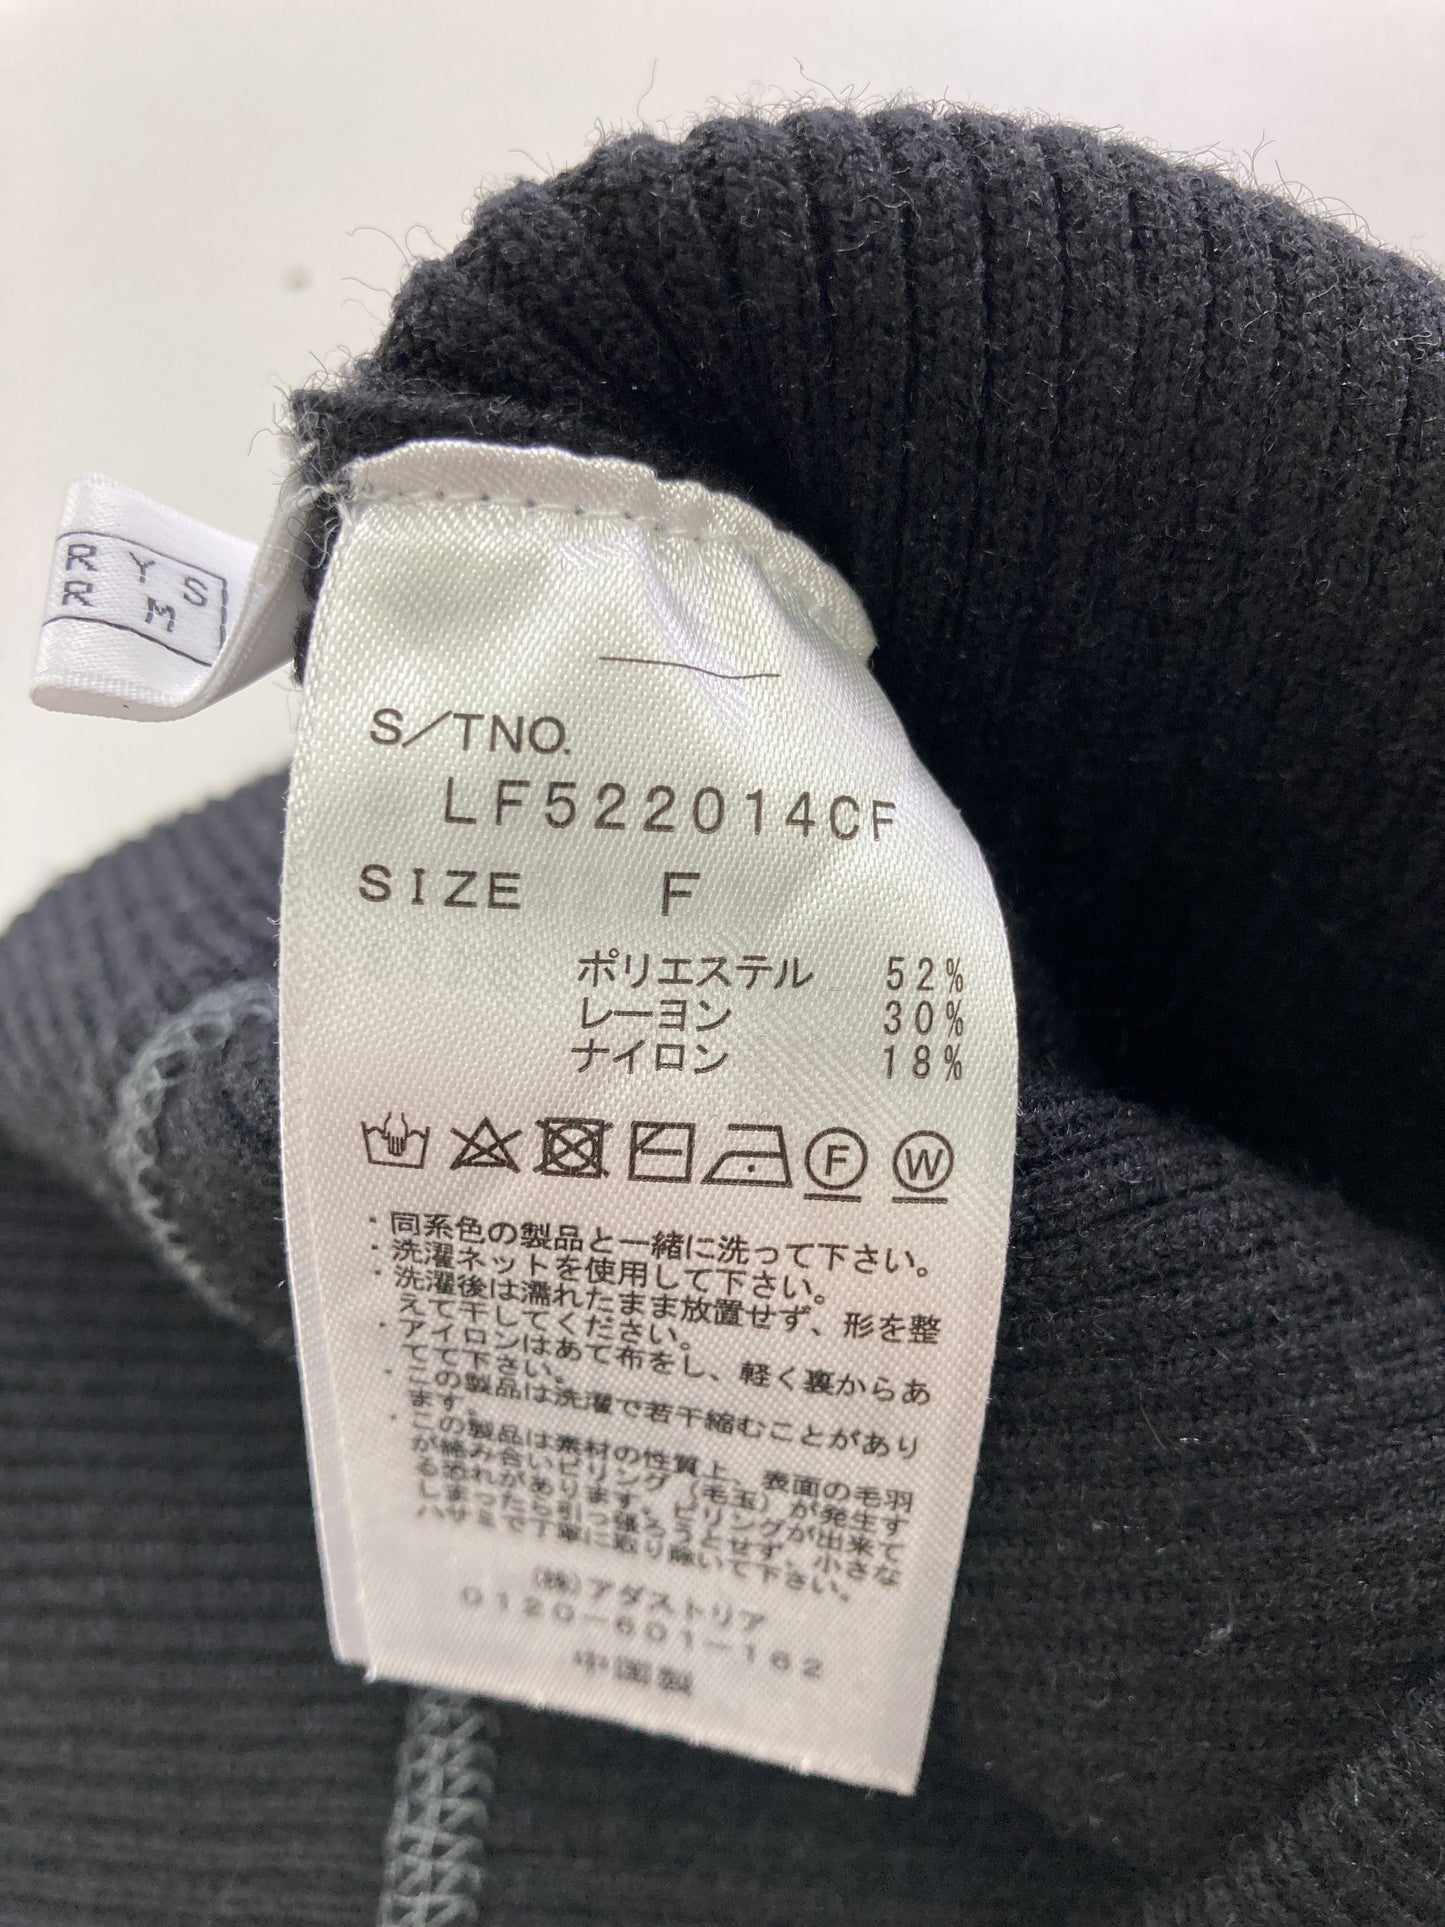 R Y S
R M
S/TNO.
LF522014CF
SIZE F
ポリエステル 52%
レーヨン 30%
ナイロン 18%
F W
・同系色の製品と一緒に洗って下さい。
・洗濯ネットを使用して下さい。
・洗濯後は濡れたまま放置せず、形を整
えて干してください。
・アイロンはあて布をし、軽く裏からあ
てて下さい。
・この製品は洗濯で若干縮むことがあり
ます。
・この製品は素材の性質上、表面の毛羽
が絡み合いピリング（毛玉）が発生す
る恐れがあります。ピリングが出来て
しまったら引っ張ろうとせず、小さな
ハサミで丁寧に取り除いて下さい。
（株）アダストリア
0120-601-162
中国製